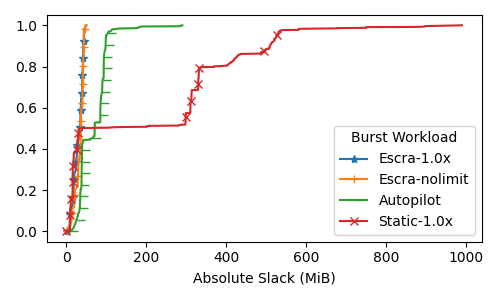 1.0
0.8
0.6
0.4
0.2
0.0
Burst Workload
Escra-1.0x
Escra-nolimit
Autopilot
Static-1.0x
0 200 400 600 800 1000
Absolute Slack (MiB)